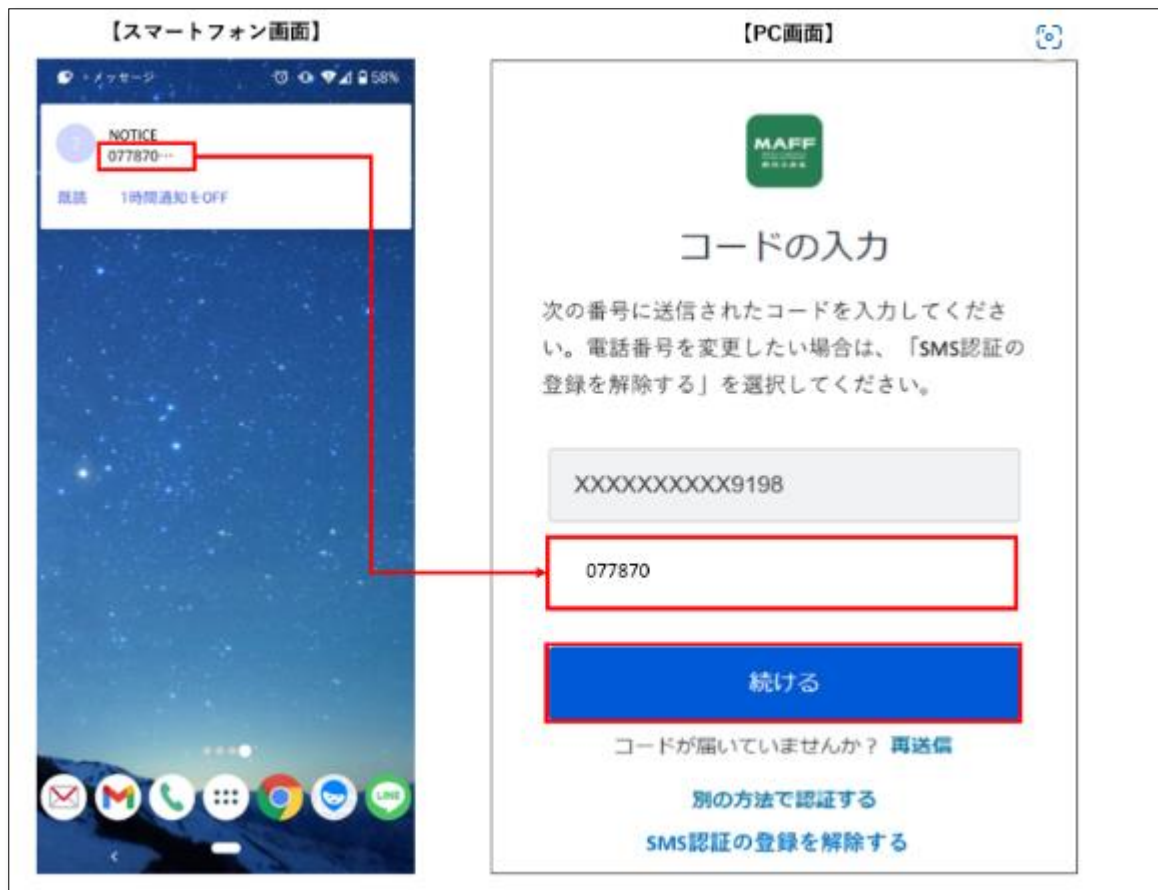 【スマートフォン画面】
・メッセージ
58%
NOTICE
077870…
既読 1時間通知をOFF
LINE
【PC画面】
MAFF
コードの入力
次の番号に送信されたコードを入力してくださ
い。電話番号を変更したい場合は、「SMS認証の
登録を解除する」を選択してください。
XXXXXXXXXX9198
077870
続ける
コードが届いていませんか？ 再送信
別の方法で認証する
SMS認証の登録を解除する